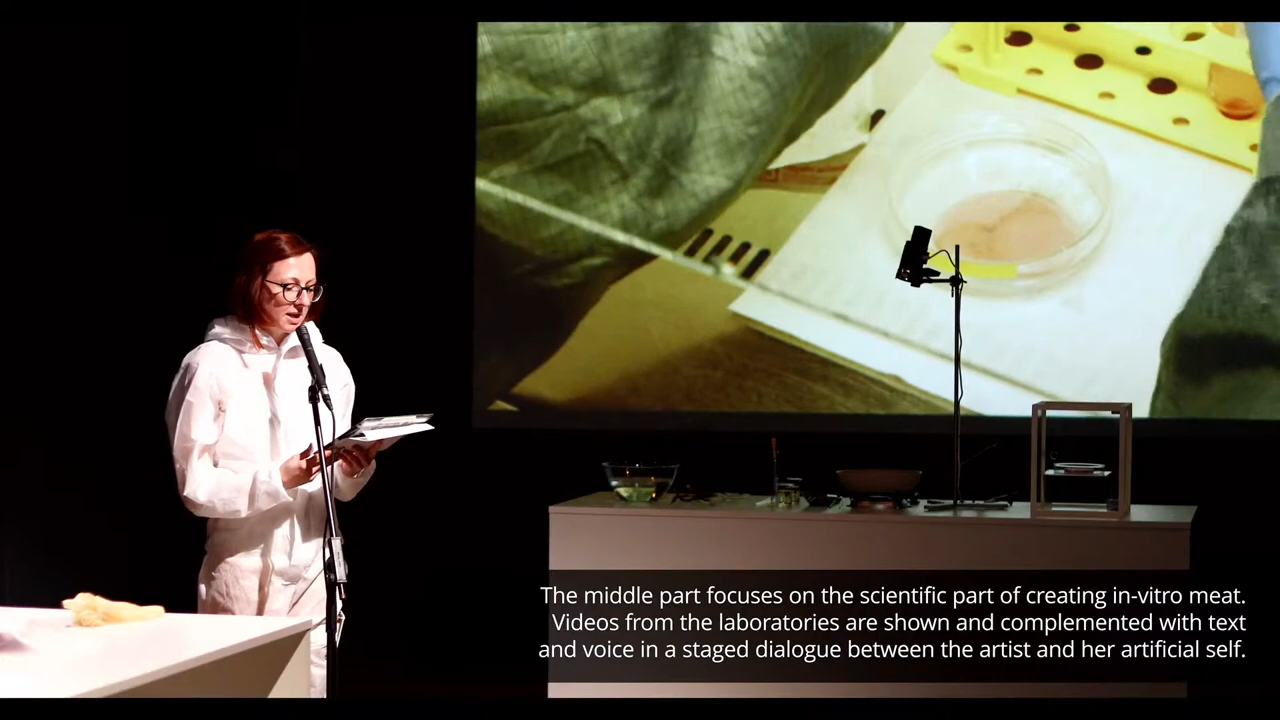 The middle part focuses on the scientific part of creating in-vitro meat.
Videos from the laboratories are shown and complemented with text
and voice in a staged dialogue between the artist and her artificial self.